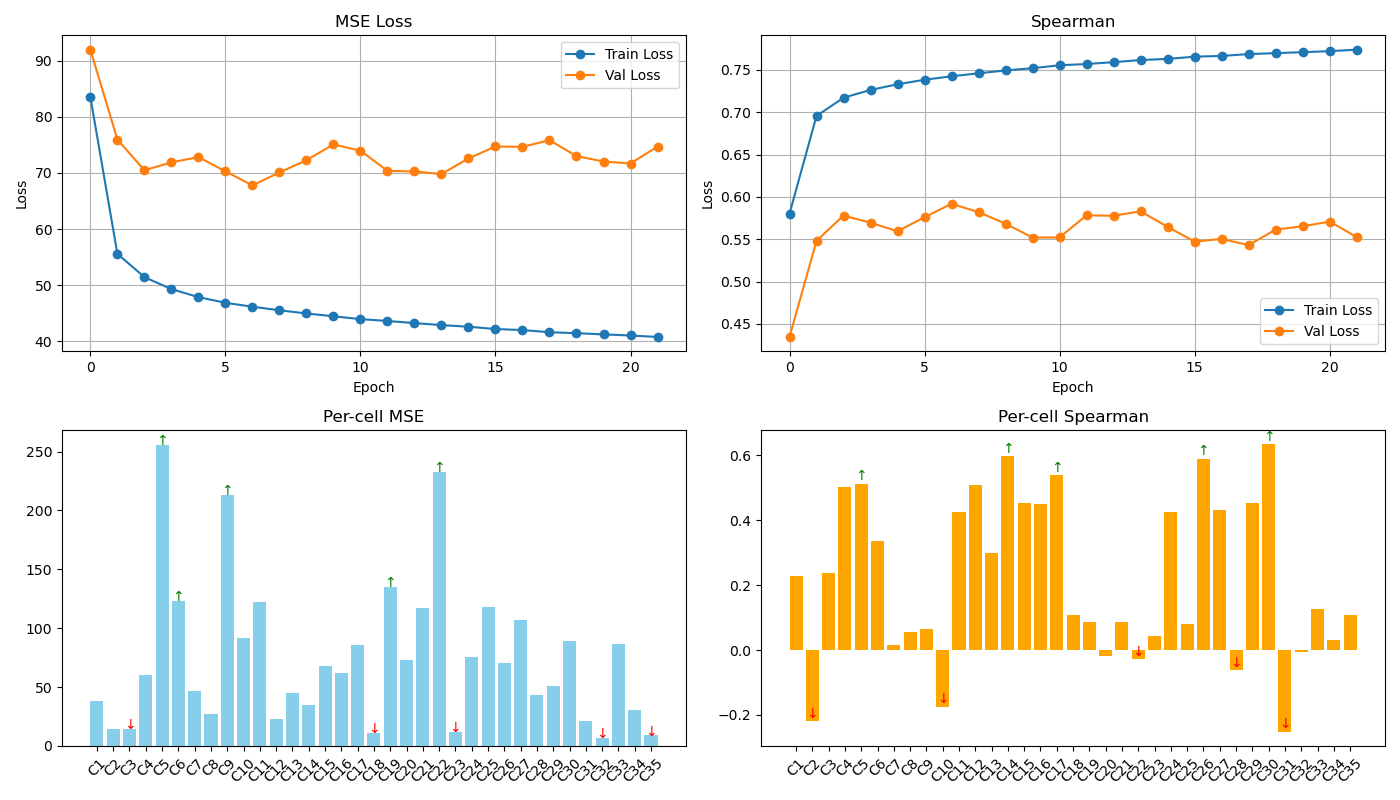 MSE Loss
90
80
70
60
50
40
Loss
0 5 10 15 20
Epoch
Train Loss
Val Loss
Spearman
0.75
0.70
0.65
0.60
0.55
0.50
0.45
Loss
0 5 10 15 20
Epoch
Train Loss
Val Loss
Per-cell MSE
250
200
150
100
50
0
↑ ↑ ↑ ↑ ↑
↓ ↓ ↓ ↓ ↓
C1 C2 C3 C4 C5 C6 C7 C8 C9 C10 C11 C12 C13 C14 C15 C16 C17 C18 C19 C20 C21 C22 C23 C24 C25 C26 C27 C28 C29 C30 C31 C32 C33 C34 C35
Per-cell Spearman
0.6
0.4
0.2
0.0
−0.2
↑ ↑ ↑ ↑ ↑
↓ ↓ ↓ ↓ ↓
C1 C2 C3 C4 C5 C6 C7 C8 C9 C10 C11 C12 C13 C14 C15 C16 C17 C18 C19 C20 C21 C22 C23 C24 C25 C26 C27 C28 C29 C30 C31 C32 C33 C34 C35